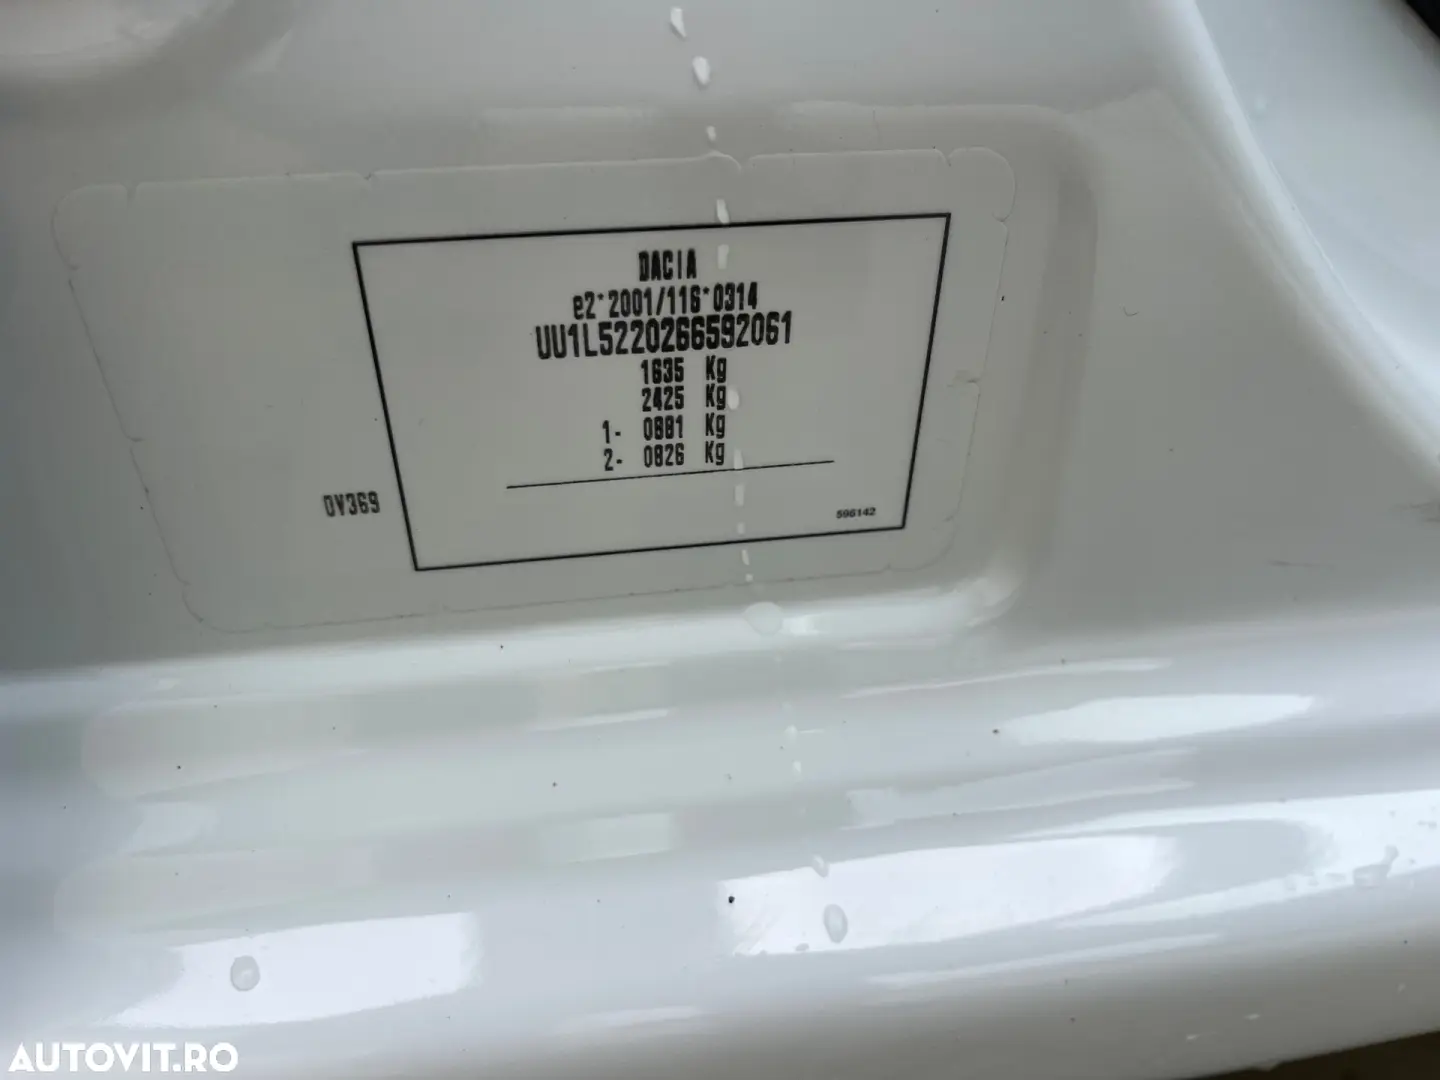 DACIA
e2*2001/116*0314
UU1L5220266592061
1635 Kg
2425 Kg
1- 0881 Kg
2- 0826 Kg
OV369
596142
AUTOVIT.RO